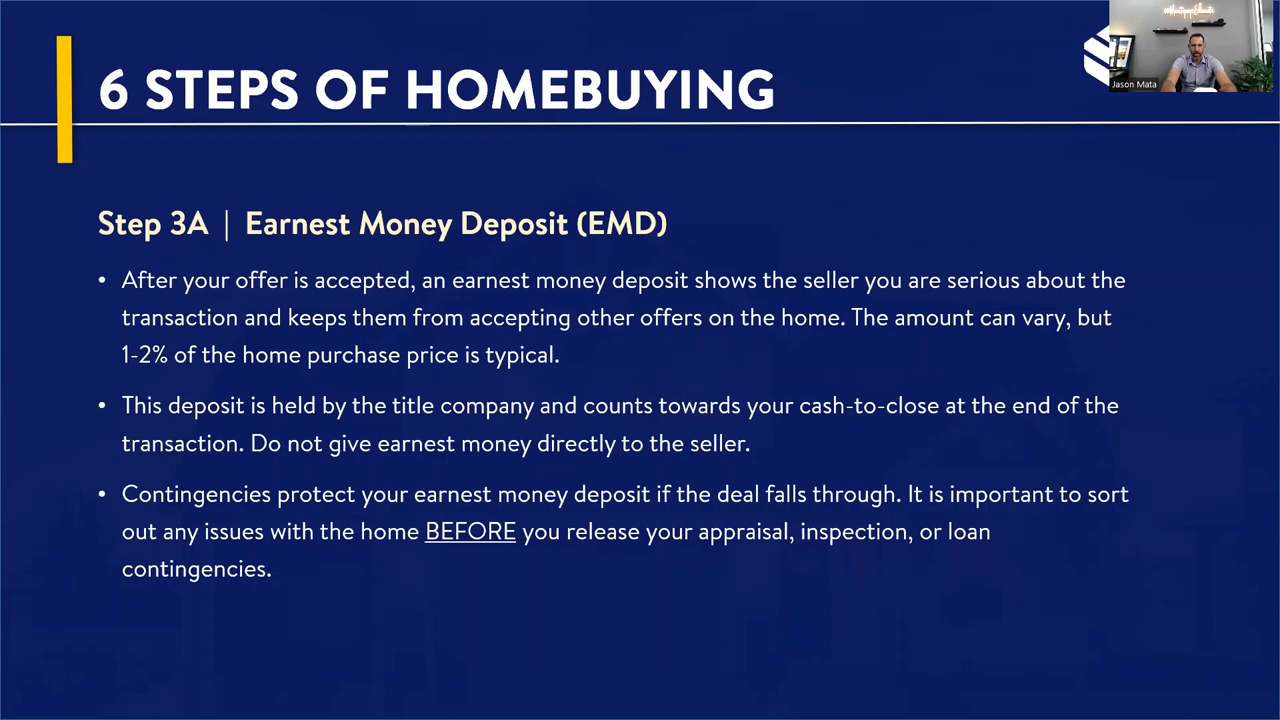 6 STEPS OF HOMEBUYING
Jason Mata
Step 3A | Earnest Money Deposit (EMD)
• After your offer is accepted, an earnest money deposit shows the seller you are serious about the
transaction and keeps them from accepting other offers on the home. The amount can vary, but
1-2% of the home purchase price is typical.
• This deposit is held by the title company and counts towards your cash-to-close at the end of the
transaction. Do not give earnest money directly to the seller.
• Contingencies protect your earnest money deposit if the deal falls through. It is important to sort
out any issues with the home BEFORE you release your appraisal, inspection, or loan
contingencies.